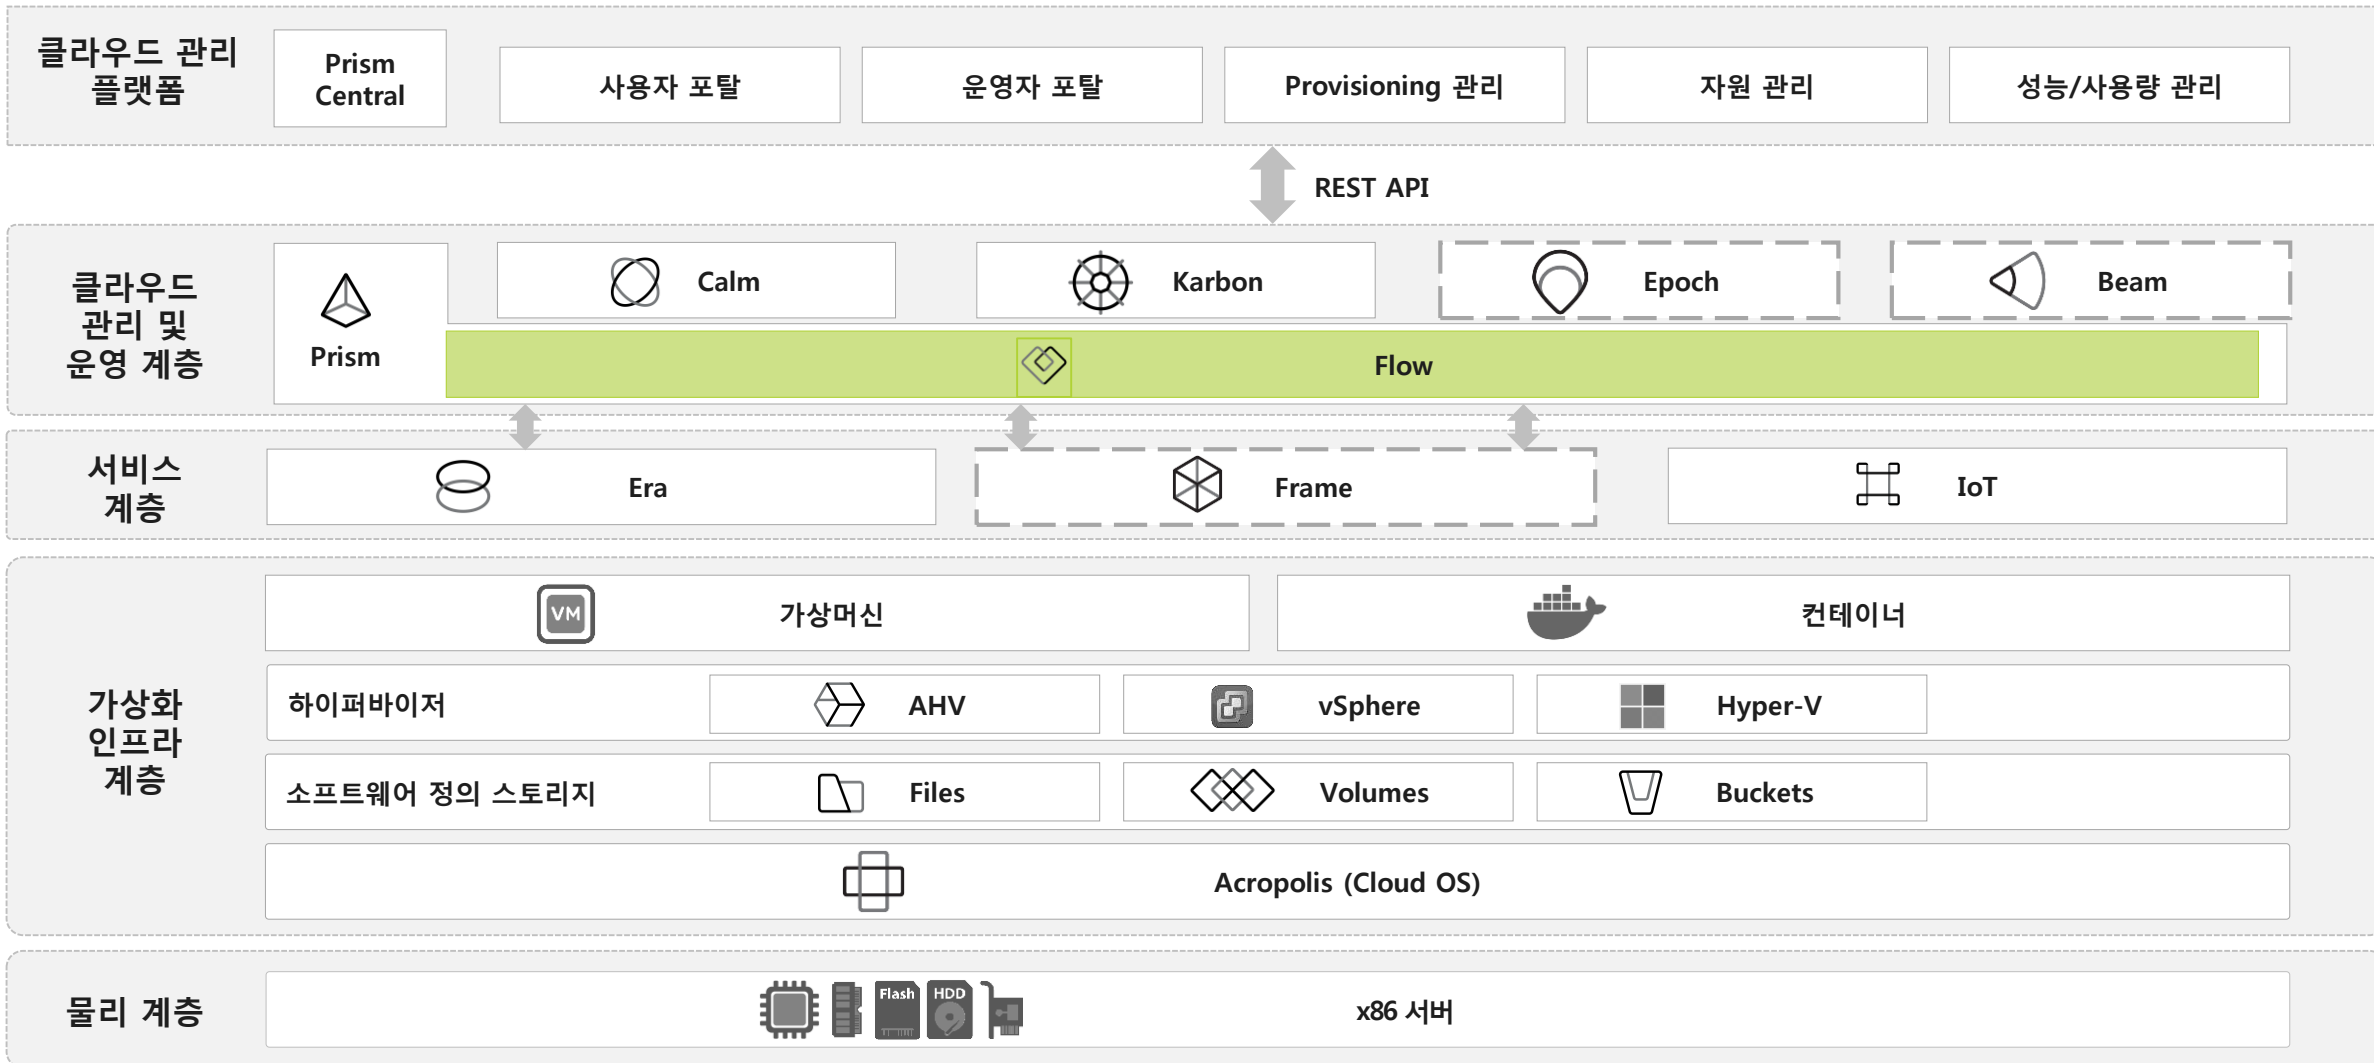 클라우드 관리
플랫폼
Prism
Central
사용자 포탈
운영자 포탈
Provisioning 관리
자원 관리
성능/사용량 관리
REST API
클라우드
관리 및
운영 계층
Prism
Calm
Karbon
Epoch
Beam
Flow
서비스
계층
Era
Frame
IoT
가상화
인프라
계층
VM
가상머신
컨테이너
하이퍼바이저
AHV
vSphere
Hyper-V
소프트웨어 정의 스토리지
Files
Volumes
Buckets
Acropolis (Cloud OS)
물리 계층
Flash
HDD
x86 서버